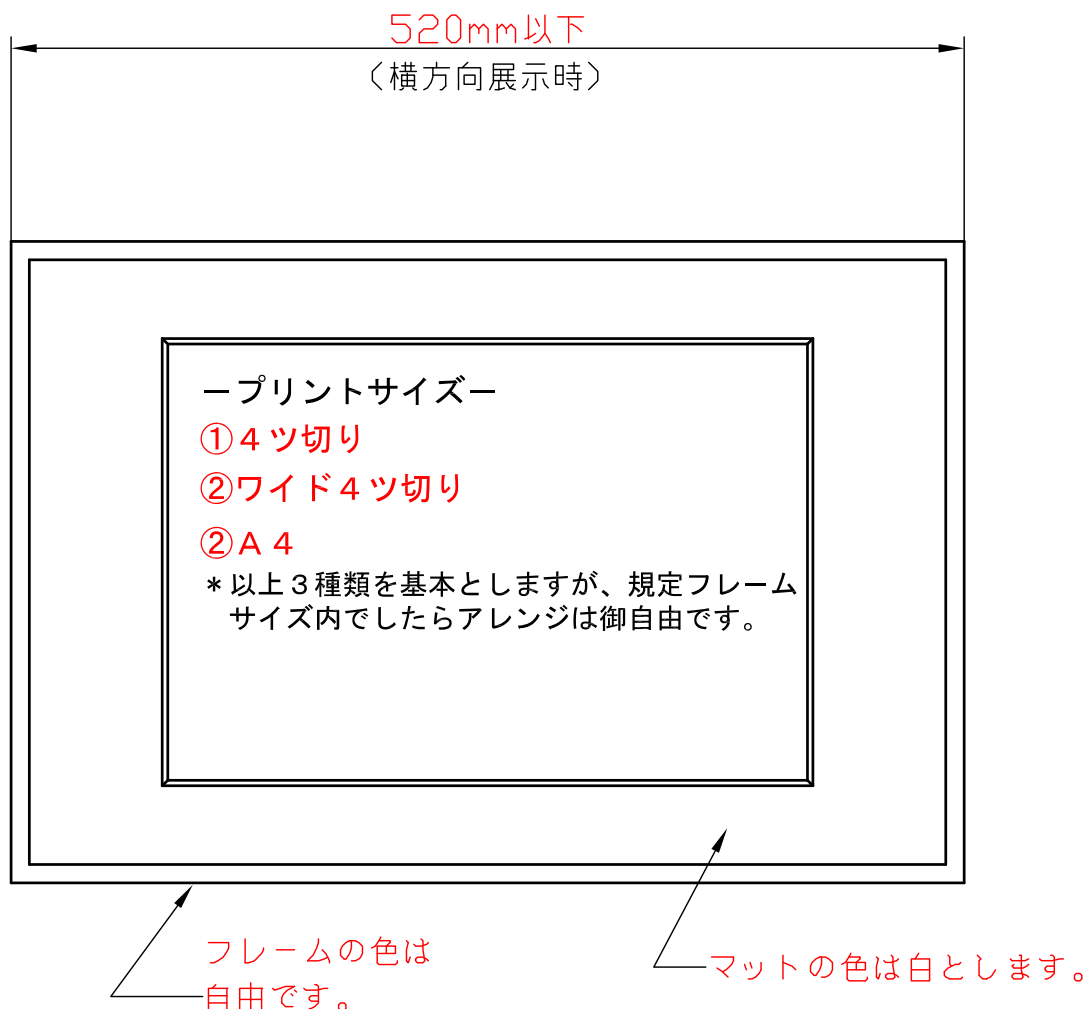 520mm以下
（横方向展示時）
－プリントサイズ－
①４ツ切り
②ワイド４ツ切り
②Ａ４
＊以上３種類を基本としますが、規定フレーム
サイズ内でしたらアレンジは御自由です。
フレームの色は
自由です。
マットの色は白とします。